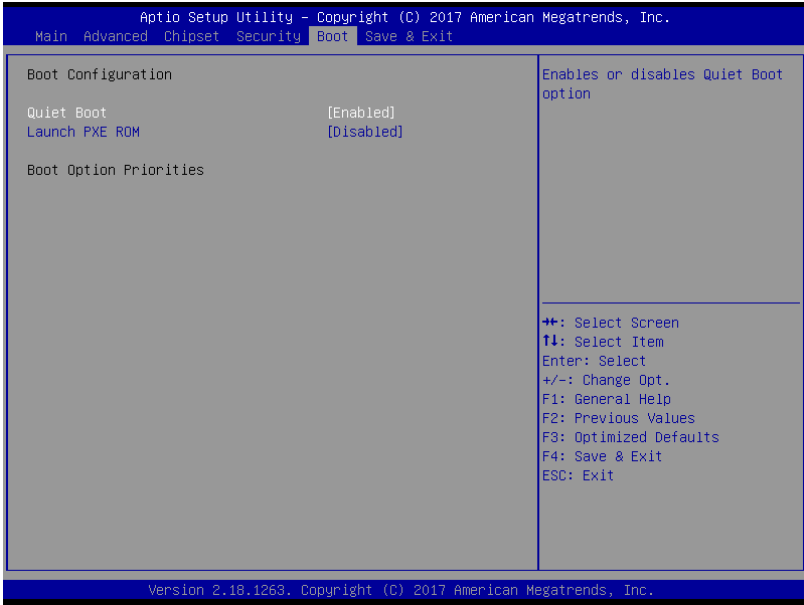 Aptio Setup Utility – Copyright (C) 2017 American Megatrends, Inc.
Main Advanced Chipset Security Boot Save & Exit
Boot Configuration
Quiet Boot [Enabled]
Launch PXE ROM [Disabled]
Boot Option Priorities
Enables or disables Quiet Boot
option
→←: Select Screen
↑↓: Select Item
Enter: Select
+/-: Change Opt.
F1: General Help
F2: Previous Values
F3: Optimized Defaults
F4: Save & Exit
ESC: Exit
Version 2.18.1263. Copyright (C) 2017 American Megatrends, Inc.